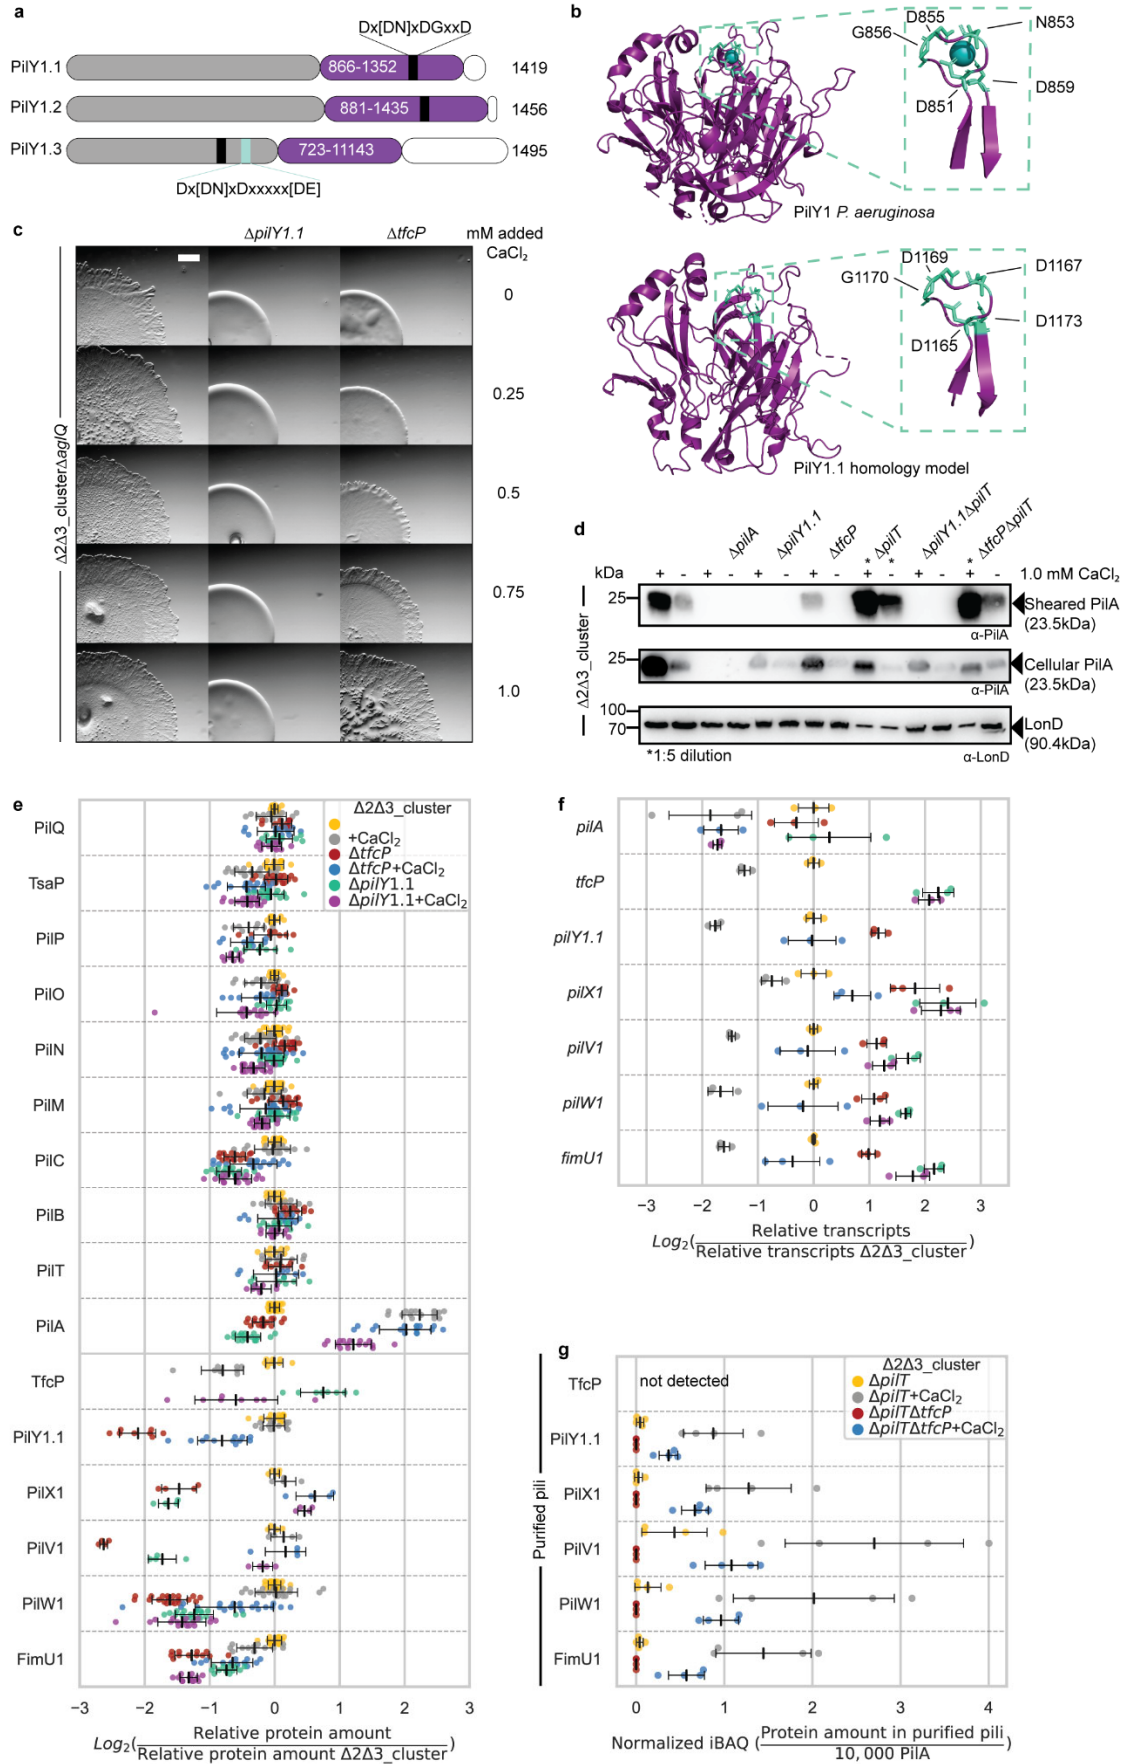 a
Dx[DN]xDGxxD
PilY1.1 866-1352 1419
PilY1.2 881-1435 1456
PilY1.3 723-11143 1495
Dx[DN]xDxxxxx[DE]
b
D855 N853
G856
D859
D851
PilY1 P. aeruginosa
D1169 D1167
G1170
D1173
D1165
PilY1.1 homology model
c
ΔpilY1.1 ΔtfcP mM added
CaCl₂
Δ2Δ3_clusterΔaglQ
0
0.25
0.5
0.75
1.0
d
ΔpilA ΔpilY1.1 ΔtfcP ΔpilT ΔpilY1.1ΔpilT ΔtfcPΔpilT
* * *
kDa + - + - + - + - + - + - + - 1.0 mM CaCl₂
Δ2Δ3_cluster
25 Sheared PilA
(23.5kDa)
α-PilA
25 Cellular PilA
(23.5kDa)
α-PilA
100
70 LonD
(90.4kDa)
*1:5 dilution α-LonD
e
Δ2Δ3_cluster
+CaCl₂
ΔtfcP
ΔtfcP+CaCl₂
ΔpilY1.1
ΔpilY1.1+CaCl₂
PilQ
TsaP
PilP
PilO
PilN
PilM
PilC
PilB
PilT
PilA
TfcP
PilY1.1
PilX1
PilV1
PilW1
FimU1
−3 −2 −1 0 1 2 3
Log₂(Relative protein amount / Relative protein amount Δ2Δ3_cluster)
f
pilA
tfcP
pilY1.1
pilX1
pilV1
pilW1
fimU1
−3 −2 −1 0 1 2 3
Log₂(Relative transcripts / Relative transcripts Δ2Δ3_cluster)
g
Purified pili
Δ2Δ3_cluster
ΔpilT
ΔpilT+CaCl₂
ΔpilTΔtfcP
ΔpilTΔtfcP+CaCl₂
TfcP not detected
PilY1.1
PilX1
PilV1
PilW1
FimU1
0 1 2 3 4
Normalized iBAQ (Protein amount in purified pili / 10,000 PilA)